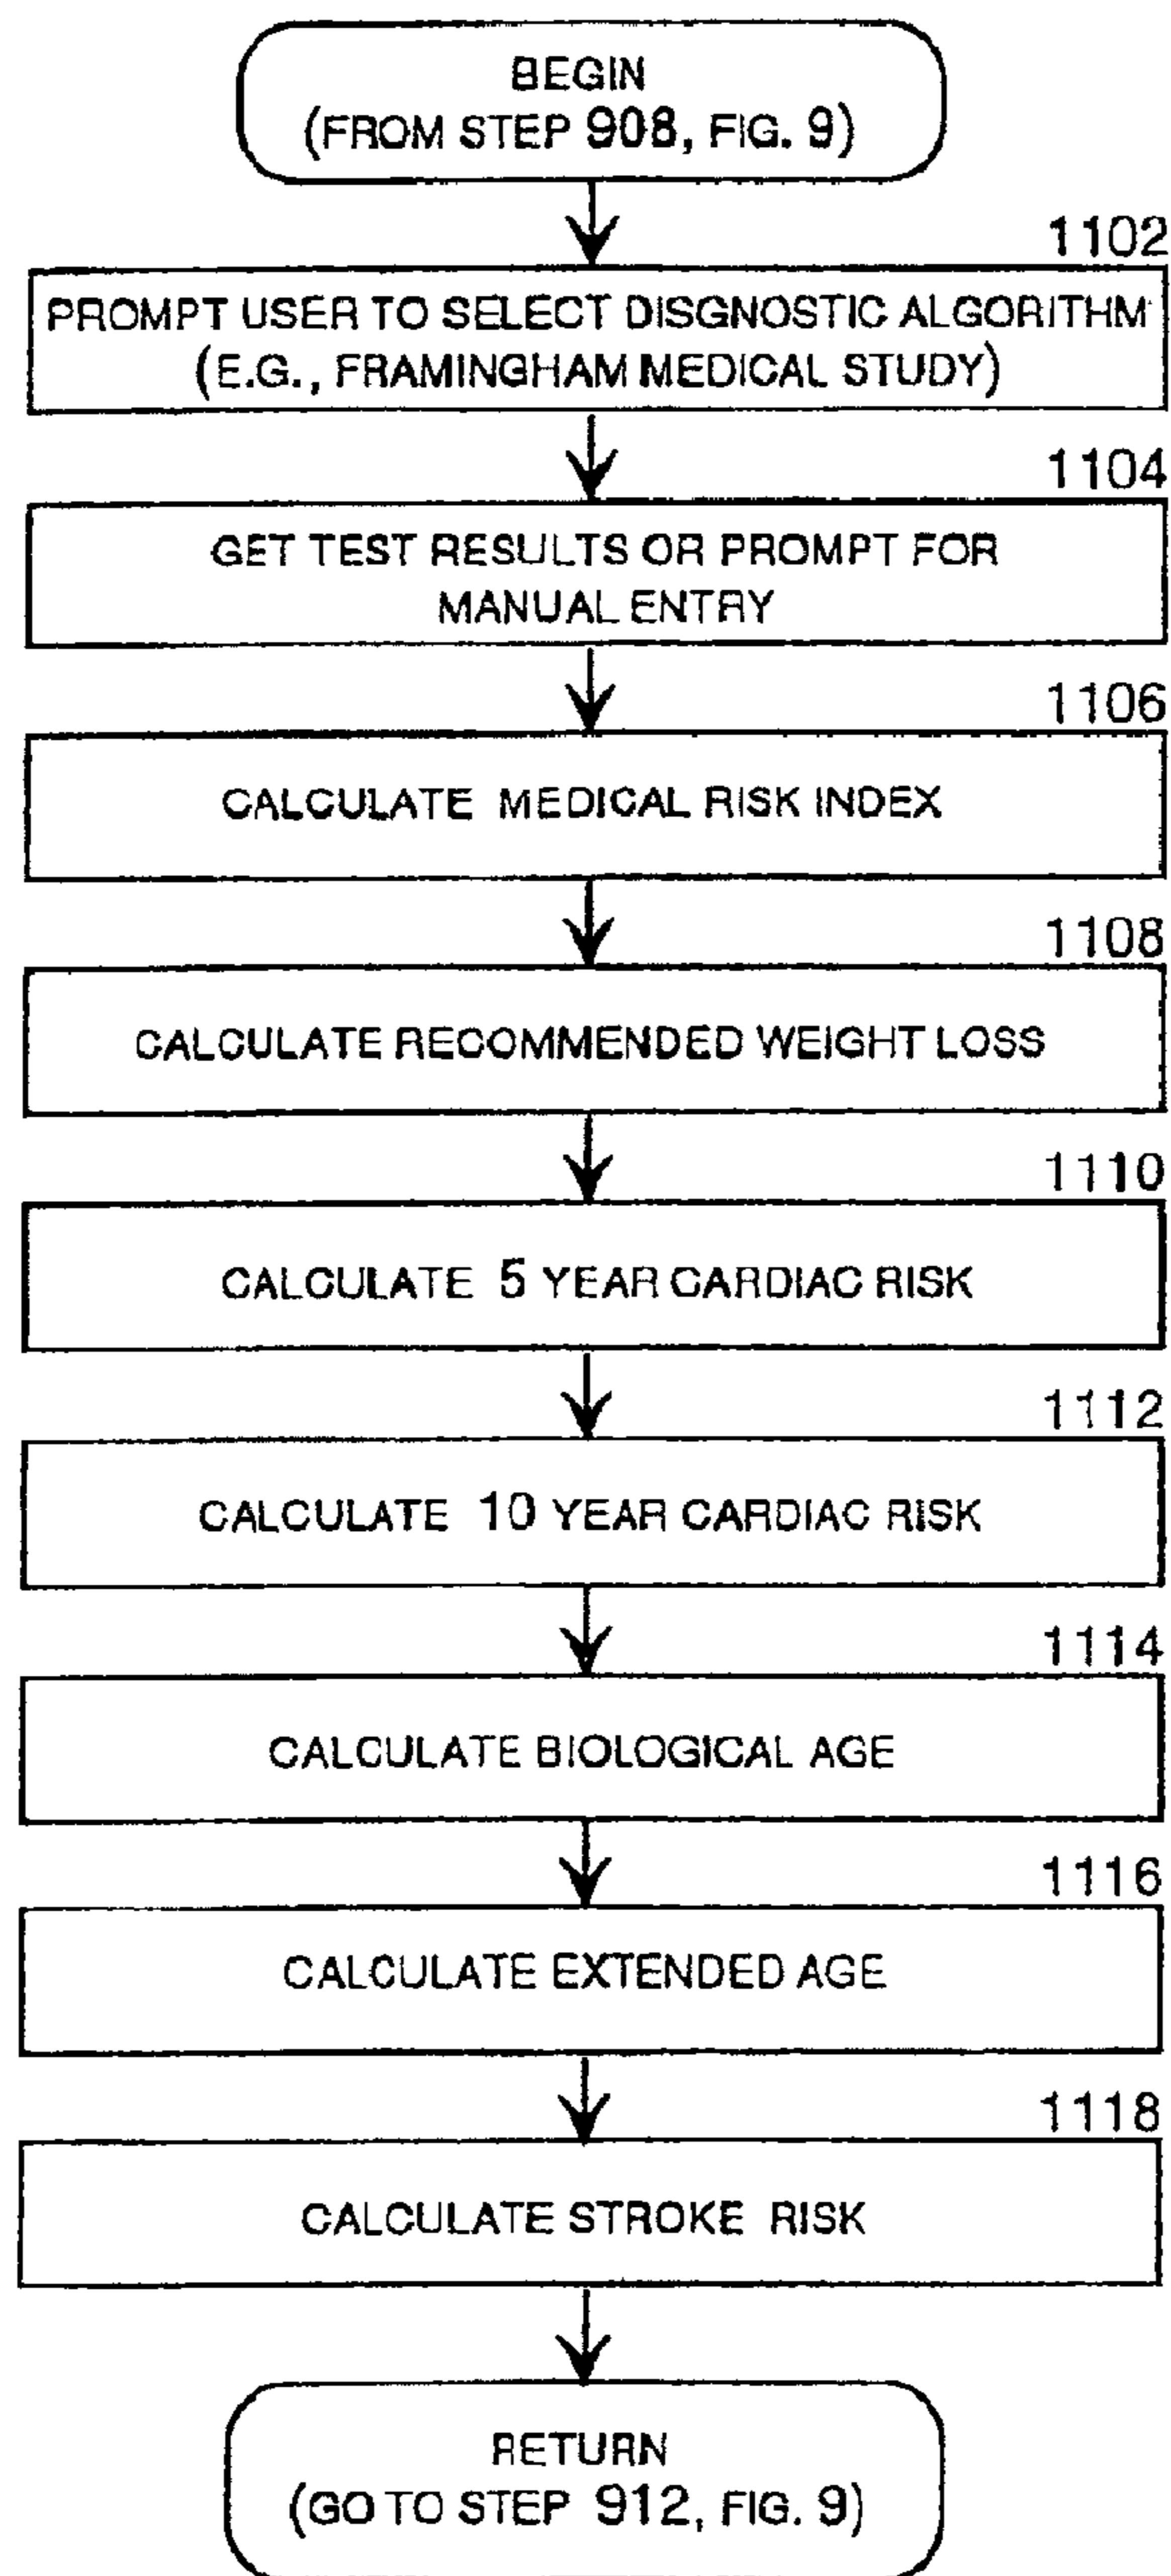 BEGIN
(FROM STEP 908, FIG. 9)
1102
PROMPT USER TO SELECT DISGNOSTIC ALGORITHM
(E.G., FRAMINGHAM MEDICAL STUDY)
1104
GET TEST RESULTS OR PROMPT FOR
MANUAL ENTRY
1106
CALCULATE MEDICAL RISK INDEX
1108
CALCULATE RECOMMENDED WEIGHT LOSS
1110
CALCULATE 5 YEAR CARDIAC RISK
1112
CALCULATE 10 YEAR CARDIAC RISK
1114
CALCULATE BIOLOGICAL AGE
1116
CALCULATE EXTENDED AGE
1118
CALCULATE STROKE RISK
RETURN
(GO TO STEP 912, FIG. 9)